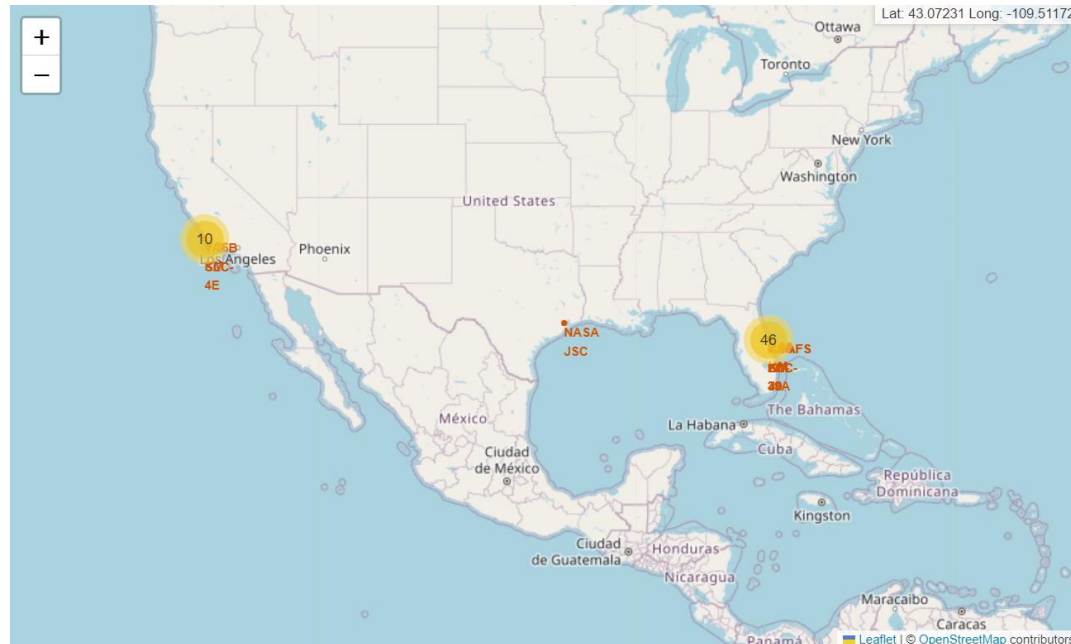 Lat: 43.07231 Long: -109.51172
+
−
Ottawa
Toronto
New York
Washington
United States
10
Los Angeles
4E
Phoenix
NASA
JSC
46
The Bahamas
México
La Habana
Cuba
Ciudad
de México
República
Dominicana
Kingston
Ciudad
de Guatemala
Honduras
Nicaragua
Maracaibo
Caracas
Panamá
Leaflet | © OpenStreetMap contributors